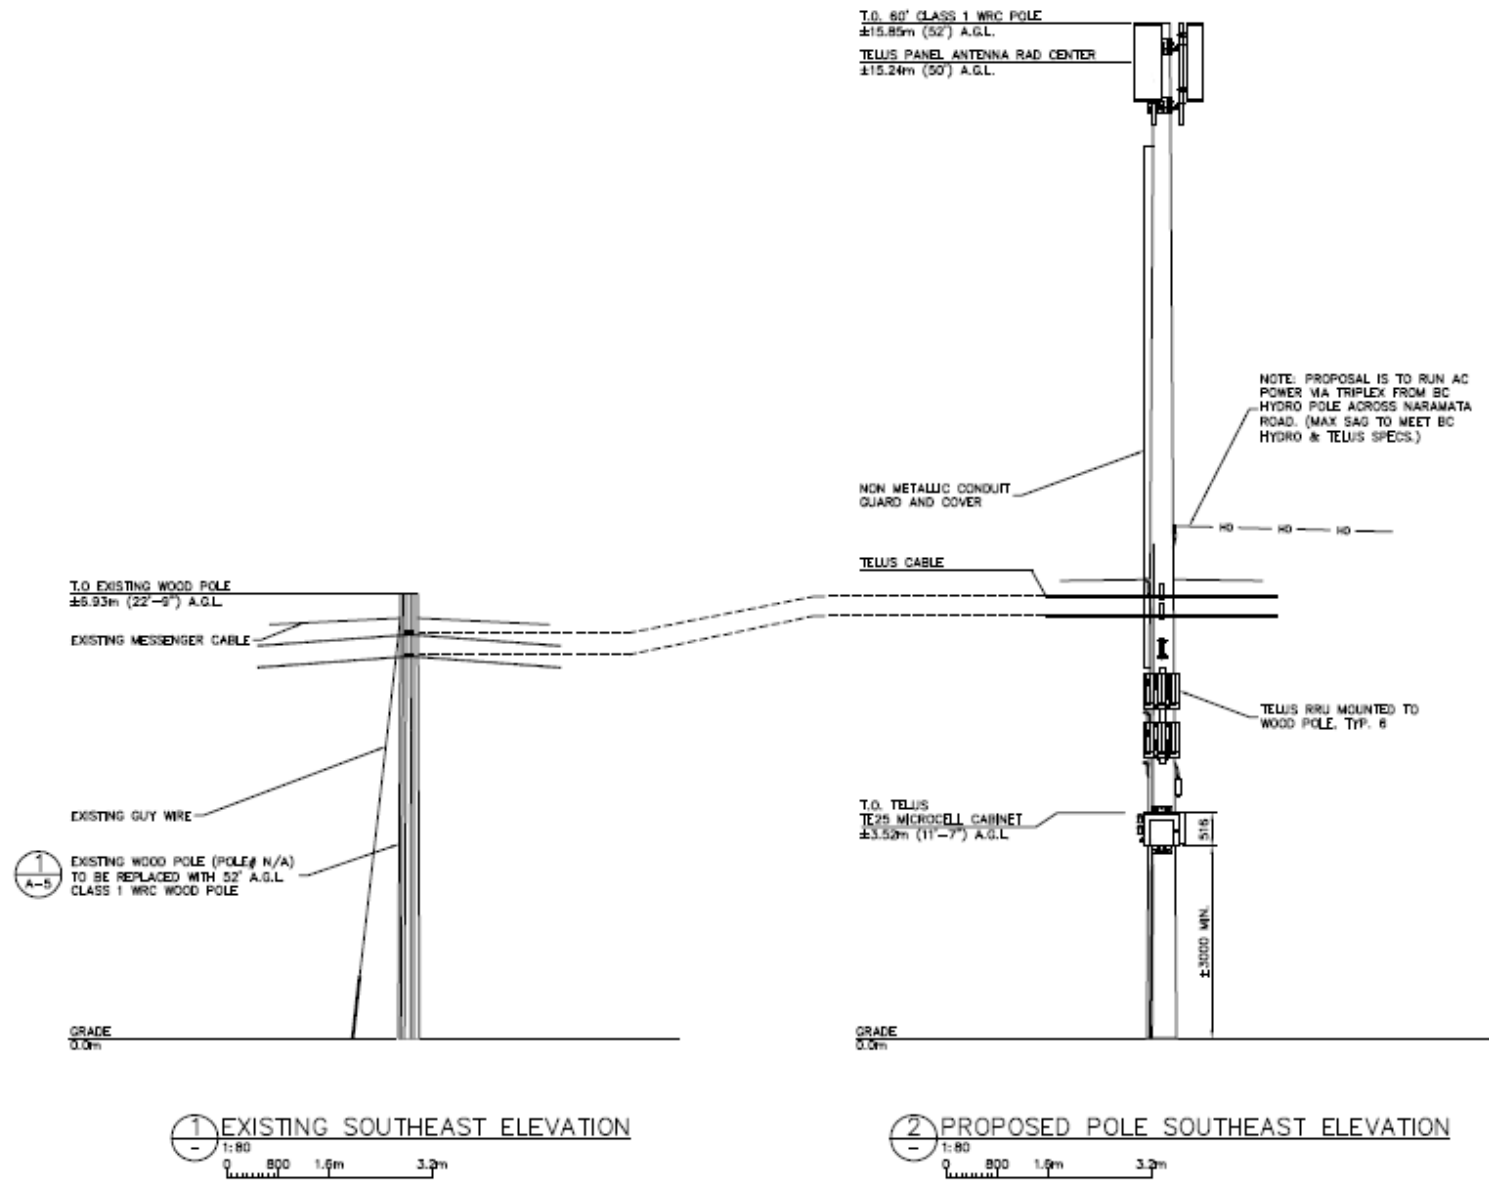 T.O. 60' CLASS 1 WRC POLE
±15.85m (52') A.G.L.
TELUS PANEL ANTENNA RAD CENTER
±15.24m (50') A.G.L.
NOTE: PROPOSAL IS TO RUN AC
POWER VIA TRIPLEX FROM BC
HYDRO POLE ACROSS NARAMATA
ROAD. (MAX SAG TO MEET BC
HYDRO & TELUS SPECS.)
NON METALLIC CONDUIT
GUARD AND COVER
HO HO HO
TELUS CABLE
T.O EXISTING WOOD POLE
±6.93m (22'-9") A.G.L
EXISTING MESSENGER CABLE
TELUS RRU MOUNTED TO
WOOD POLE. TYP. 6
EXISTING GUY WIRE
T.O. TELUS
TE25 MICROCELL CABINET
±3.52m (11'-7") A.G.L
516
1
A-5
EXISTING WOOD POLE (POLE# N/A)
TO BE REPLACED WITH 52' A.G.L
CLASS 1 WRC WOOD POLE
±3000 MIN.
GRADE
0.0m
GRADE
0.0m
1
-
EXISTING SOUTHEAST ELEVATION
1:80
0 800 1.6m 3.2m
2
-
PROPOSED POLE SOUTHEAST ELEVATION
1:80
0 800 1.6m 3.2m